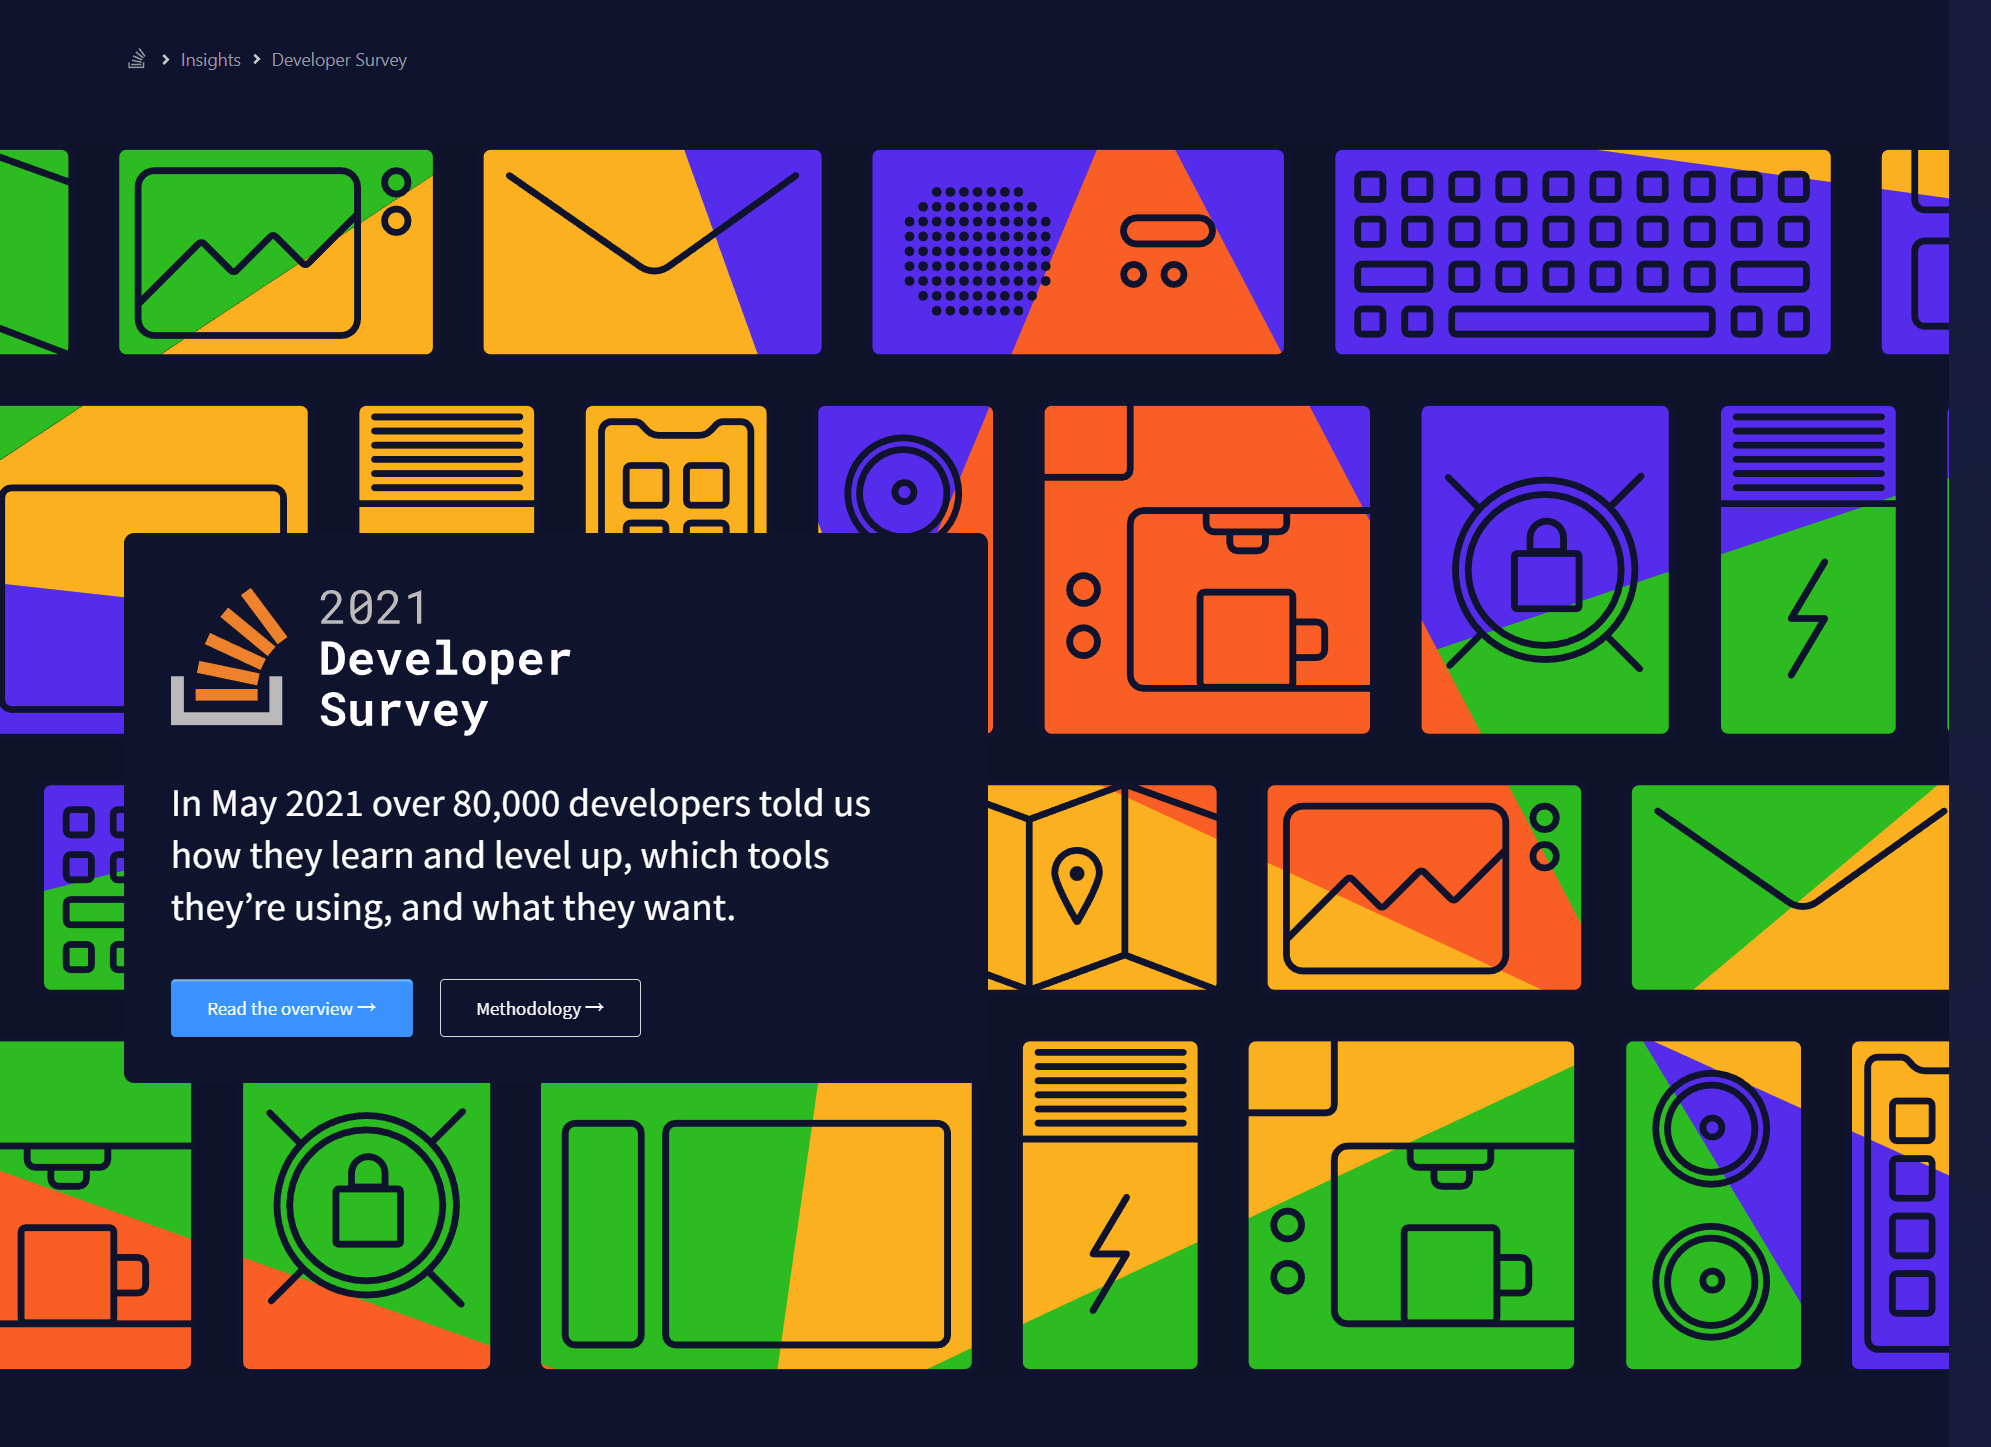 Insights Developer Survey
2021
Developer
Survey
In May 2021 over 80,000 developers told us
how they learn and level up, which tools
they’re using, and what they want.
Read the overview → Methodology →